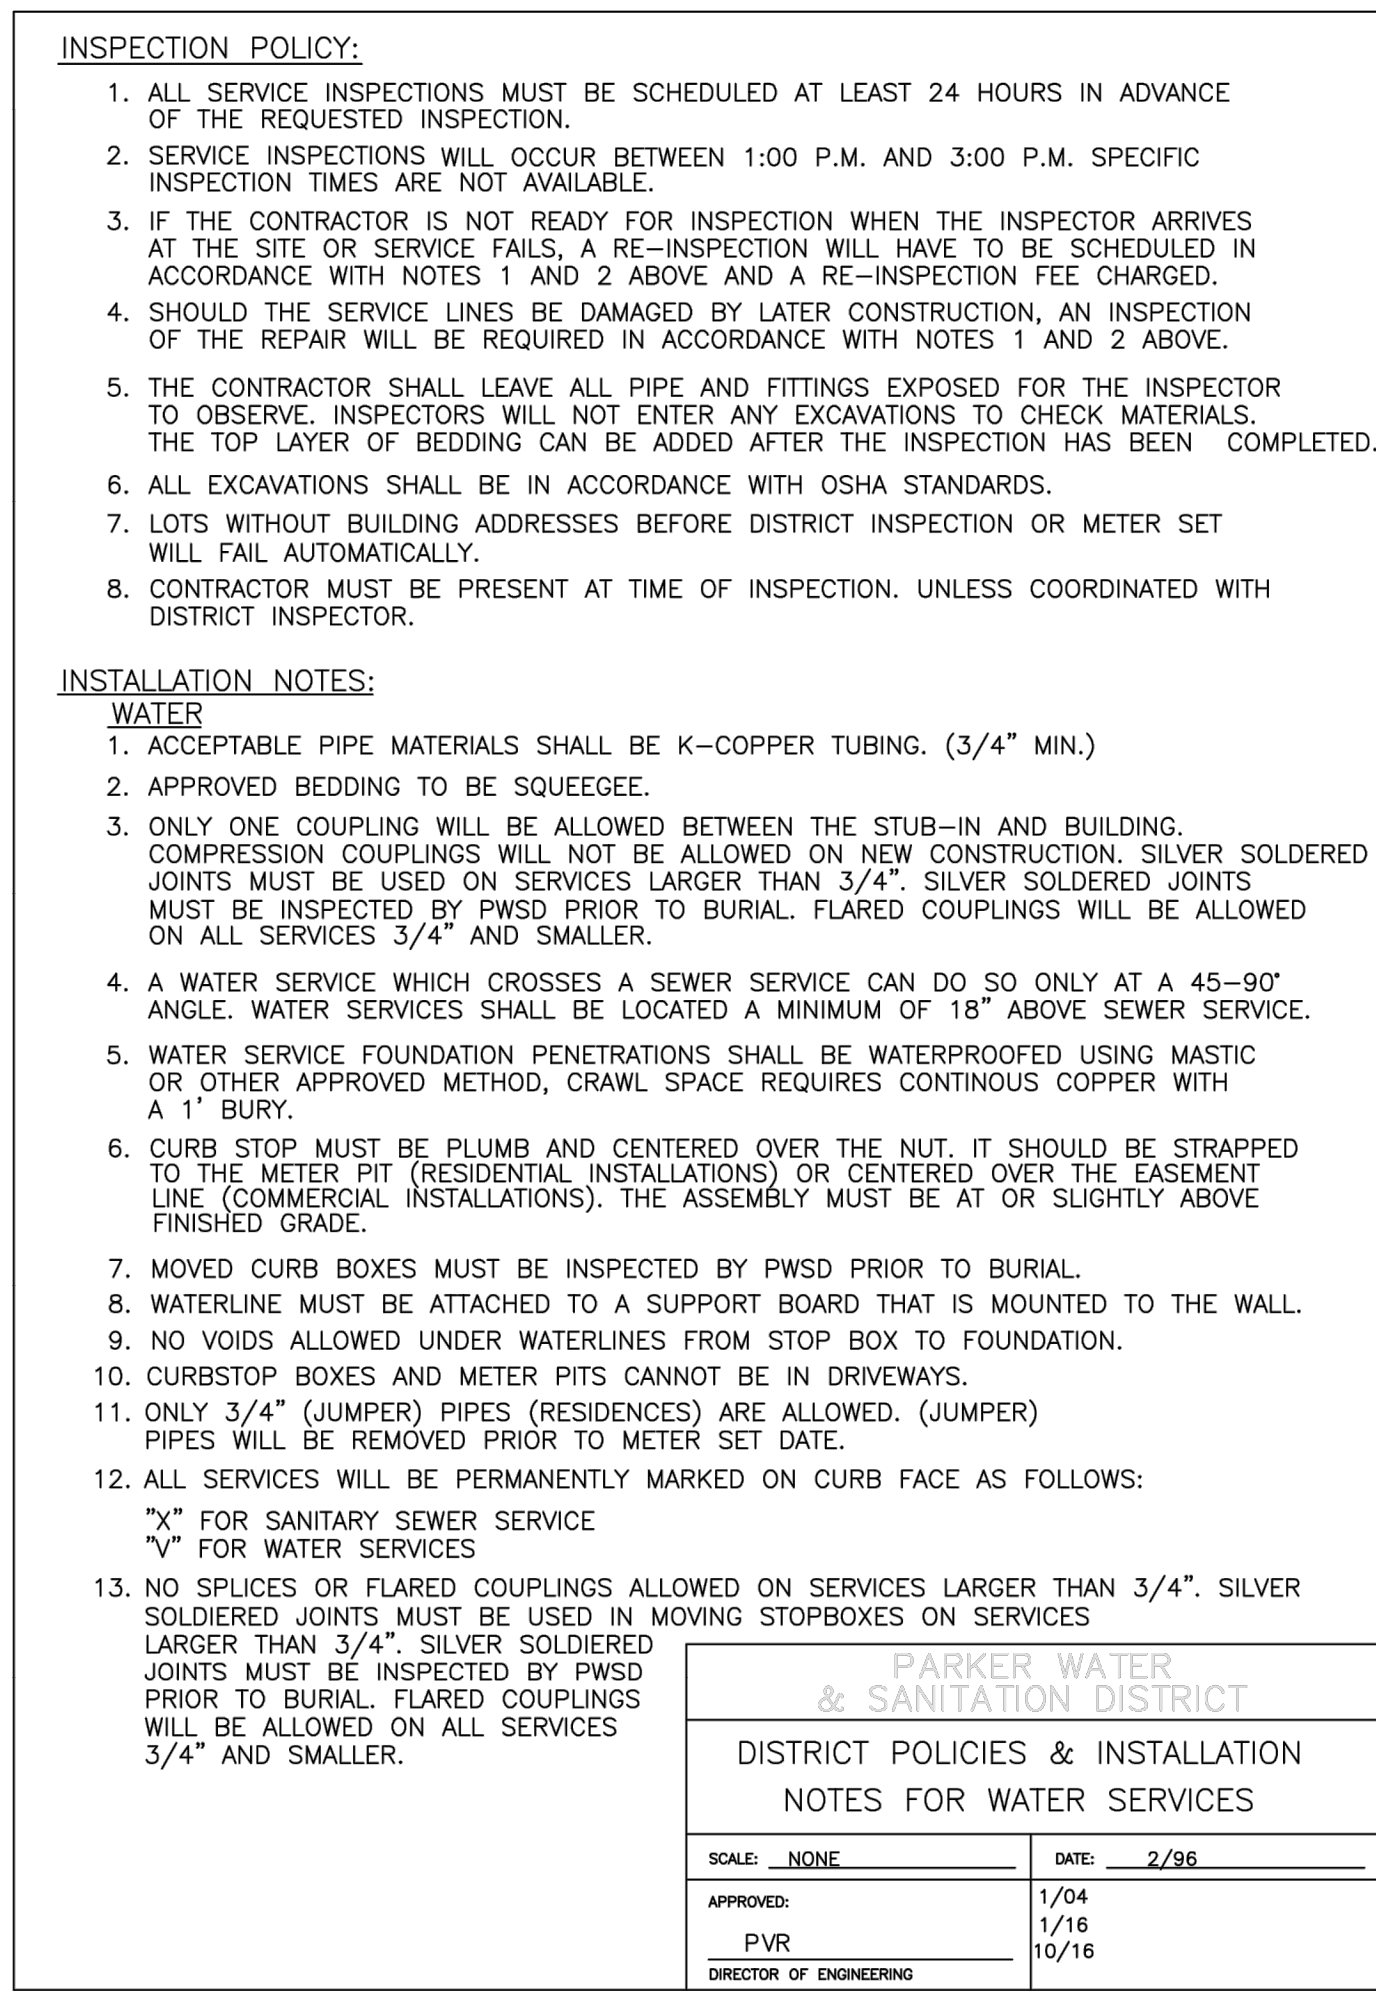 INSPECTION POLICY:
1. ALL SERVICE INSPECTIONS MUST BE SCHEDULED AT LEAST 24 HOURS IN ADVANCE
OF THE REQUESTED INSPECTION.
2. SERVICE INSPECTIONS WILL OCCUR BETWEEN 1:00 P.M. AND 3:00 P.M. SPECIFIC
INSPECTION TIMES ARE NOT AVAILABLE.
3. IF THE CONTRACTOR IS NOT READY FOR INSPECTION WHEN THE INSPECTOR ARRIVES
AT THE SITE OR SERVICE FAILS, A RE-INSPECTION WILL HAVE TO BE SCHEDULED IN
ACCORDANCE WITH NOTES 1 AND 2 ABOVE AND A RE-INSPECTION FEE CHARGED.
4. SHOULD THE SERVICE LINES BE DAMAGED BY LATER CONSTRUCTION, AN INSPECTION
OF THE REPAIR WILL BE REQUIRED IN ACCORDANCE WITH NOTES 1 AND 2 ABOVE.
5. THE CONTRACTOR SHALL LEAVE ALL PIPE AND FITTINGS EXPOSED FOR THE INSPECTOR
TO OBSERVE. INSPECTORS WILL NOT ENTER ANY EXCAVATIONS TO CHECK MATERIALS.
THE TOP LAYER OF BEDDING CAN BE ADDED AFTER THE INSPECTION HAS BEEN COMPLETED.
6. ALL EXCAVATIONS SHALL BE IN ACCORDANCE WITH OSHA STANDARDS.
7. LOTS WITHOUT BUILDING ADDRESSES BEFORE DISTRICT INSPECTION OR METER SET
WILL FAIL AUTOMATICALLY.
8. CONTRACTOR MUST BE PRESENT AT TIME OF INSPECTION. UNLESS COORDINATED WITH
DISTRICT INSPECTOR.
INSTALLATION NOTES:
WATER
1. ACCEPTABLE PIPE MATERIALS SHALL BE K-COPPER TUBING. (3/4" MIN.)
2. APPROVED BEDDING TO BE SQUEEGEE.
3. ONLY ONE COUPLING WILL BE ALLOWED BETWEEN THE STUB-IN AND BUILDING.
COMPRESSION COUPLINGS WILL NOT BE ALLOWED ON NEW CONSTRUCTION. SILVER SOLDERED
JOINTS MUST BE USED ON SERVICES LARGER THAN 3/4". SILVER SOLDERED JOINTS
MUST BE INSPECTED BY PWSD PRIOR TO BURIAL. FLARED COUPLINGS WILL BE ALLOWED
ON ALL SERVICES 3/4" AND SMALLER.
4. A WATER SERVICE WHICH CROSSES A SEWER SERVICE CAN DO SO ONLY AT A 45-90°
ANGLE. WATER SERVICES SHALL BE LOCATED A MINIMUM OF 18" ABOVE SEWER SERVICE.
5. WATER SERVICE FOUNDATION PENETRATIONS SHALL BE WATERPROOFED USING MASTIC
OR OTHER APPROVED METHOD, CRAWL SPACE REQUIRES CONTINOUS COPPER WITH
A 1' BURY.
6. CURB STOP MUST BE PLUMB AND CENTERED OVER THE NUT. IT SHOULD BE STRAPPED
TO THE METER PIT (RESIDENTIAL INSTALLATIONS) OR CENTERED OVER THE EASEMENT
LINE (COMMERCIAL INSTALLATIONS). THE ASSEMBLY MUST BE AT OR SLIGHTLY ABOVE
FINISHED GRADE.
7. MOVED CURB BOXES MUST BE INSPECTED BY PWSD PRIOR TO BURIAL.
8. WATERLINE MUST BE ATTACHED TO A SUPPORT BOARD THAT IS MOUNTED TO THE WALL.
9. NO VOIDS ALLOWED UNDER WATERLINES FROM STOP BOX TO FOUNDATION.
10. CURBSTOP BOXES AND METER PITS CANNOT BE IN DRIVEWAYS.
11. ONLY 3/4" (JUMPER) PIPES (RESIDENCES) ARE ALLOWED. (JUMPER)
PIPES WILL BE REMOVED PRIOR TO METER SET DATE.
12. ALL SERVICES WILL BE PERMANENTLY MARKED ON CURB FACE AS FOLLOWS:
"X" FOR SANITARY SEWER SERVICE
"V" FOR WATER SERVICES
13. NO SPLICES OR FLARED COUPLINGS ALLOWED ON SERVICES LARGER THAN 3/4". SILVER
SOLDIERED JOINTS MUST BE USED IN MOVING STOPBOXES ON SERVICES
LARGER THAN 3/4". SILVER SOLDIERED
JOINTS MUST BE INSPECTED BY PWSD
PRIOR TO BURIAL. FLARED COUPLINGS
WILL BE ALLOWED ON ALL SERVICES
3/4" AND SMALLER.
PARKER WATER
& SANITATION DISTRICT
DISTRICT POLICIES & INSTALLATION
NOTES FOR WATER SERVICES
SCALE: NONE
DATE: 2/96
APPROVED:
PVR
DIRECTOR OF ENGINEERING
1/04
1/16
10/16